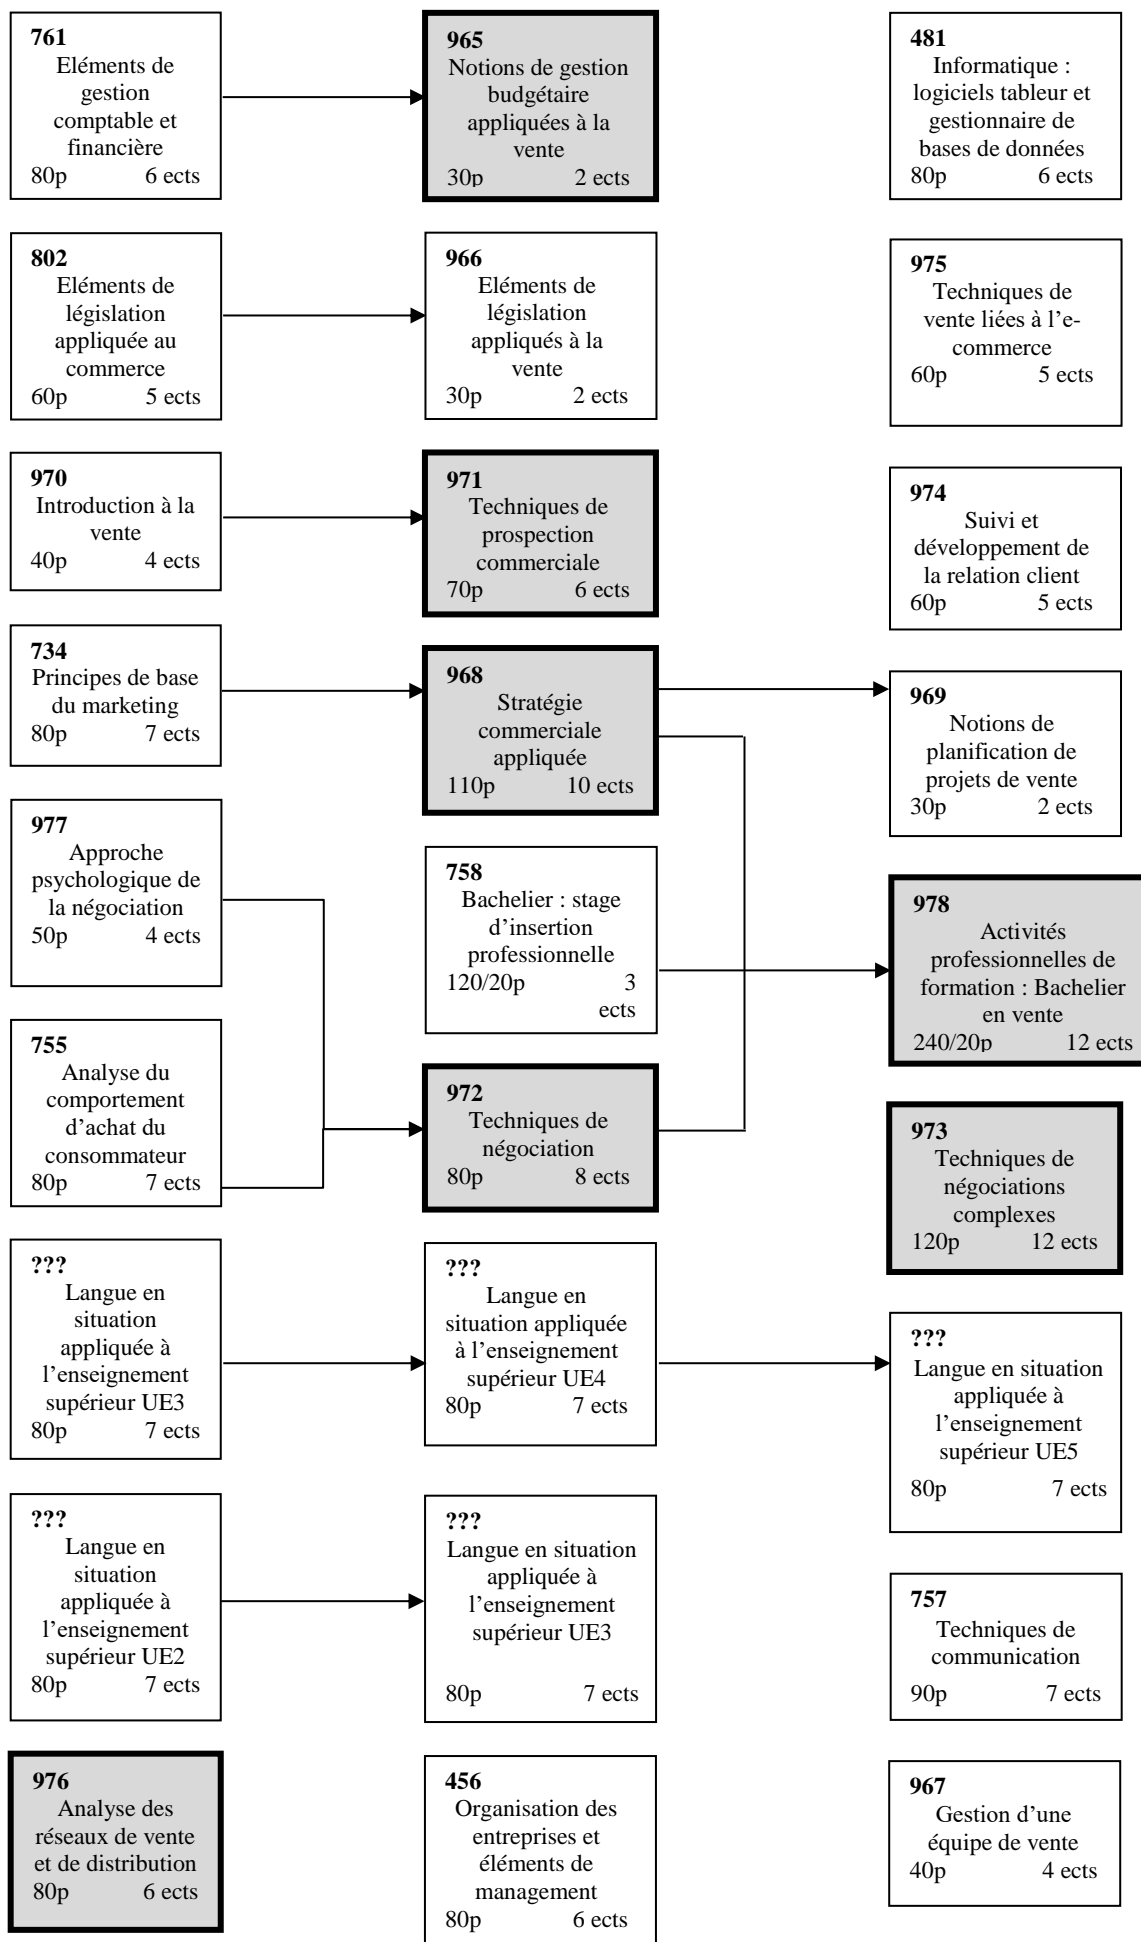 761
Eléments de
gestion
comptable et
financière
80p 6 ects
965
Notions de gestion
budgétaire
appliquées à la
vente
30p 2 ects
481
Informatique :
logiciels tableur et
gestionnaire de
bases de données
80p 6 ects
802
Eléments de
législation
appliquée au
commerce
60p 5 ects
966
Eléments de
législation
appliqués à la
vente
30p 2 ects
975
Techniques de
vente liées à l’e-
commerce
60p 5 ects
970
Introduction à la
vente
40p 4 ects
971
Techniques de
prospection
commerciale
70p 6 ects
974
Suivi et
développement de
la relation client
60p 5 ects
734
Principes de base
du marketing
80p 7 ects
968
Stratégie
commerciale
appliquée
110p 10 ects
969
Notions de
planification de
projets de vente
30p 2 ects
977
Approche
psychologique de
la négociation
50p 4 ects
758
Bachelier : stage
d’insertion
professionnelle
120/20p 3
ects
978
Activités
professionnelles de
formation : Bachelier
en vente
240/20p 12 ects
755
Analyse du
comportement
d’achat du
consommateur
80p 7 ects
972
Techniques de
négociation
80p 8 ects
973
Techniques de
négociations
complexes
120p 12 ects
???
Langue en
situation
appliquée à
l’enseignement
supérieur UE3
80p 7 ects
???
Langue en
situation appliquée
à l’enseignement
supérieur UE4
80p 7 ects
???
Langue en situation
appliquée à
l’enseignement
supérieur UE5
80p 7 ects
???
Langue en
situation
appliquée à
l’enseignement
supérieur UE2
80p 7 ects
???
Langue en situation
appliquée à
l’enseignement
supérieur UE3
80p 7 ects
757
Techniques de
communication
90p 7 ects
976
Analyse des
réseaux de vente
et de distribution
80p 6 ects
456
Organisation des
entreprises et
éléments de
management
80p 6 ects
967
Gestion d’une
équipe de vente
40p 4 ects